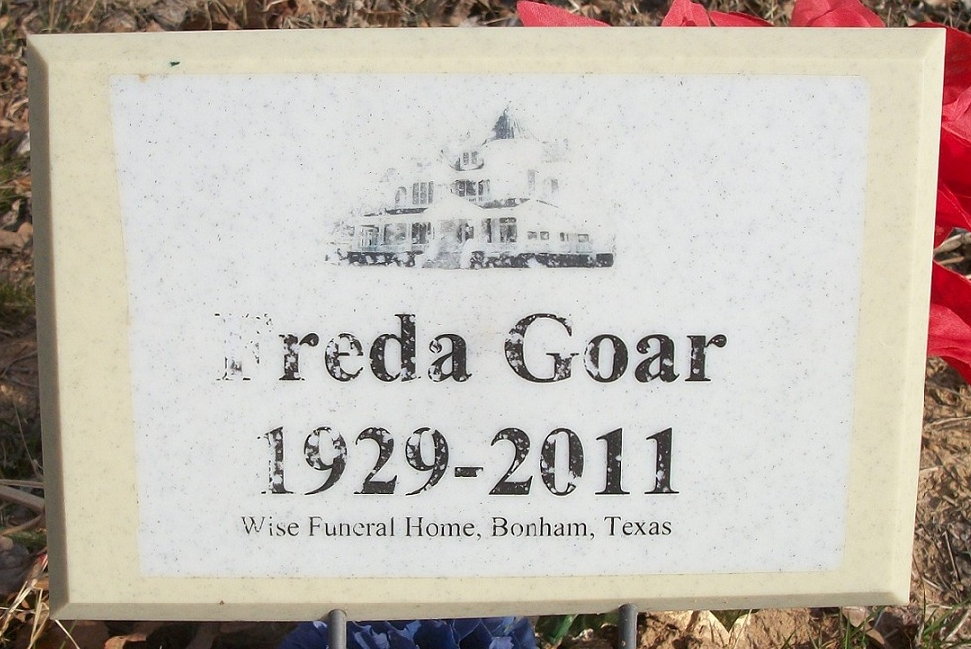 Freda Goar
1929-2011
Wise Funeral Home, Bonham, Texas